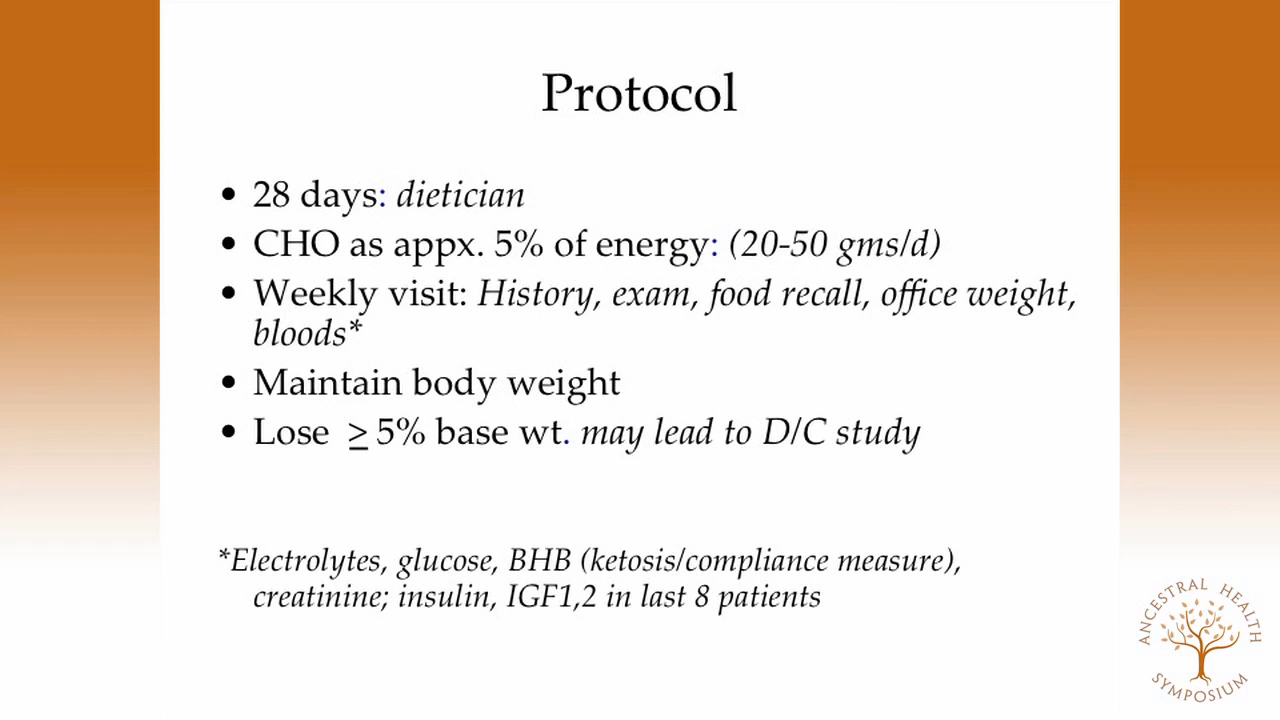 Protocol
• 28 days: dietician
• CHO as appx. 5% of energy: (20-50 gms/d)
• Weekly visit: History, exam, food recall, office weight,
bloods*
• Maintain body weight
• Lose ≥ 5% base wt. may lead to D/C study
*Electrolytes, glucose, BHB (ketosis/compliance measure),
creatinine; insulin, IGF1,2 in last 8 patients
ANCESTRAL HEALTH
SYMPOSIUM